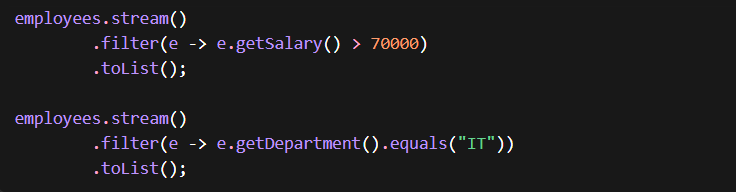 employees.stream()
        .filter(e -> e.getSalary() > 70000)
        .toList();

employees.stream()
        .filter(e -> e.getDepartment().equals("IT"))
        .toList();